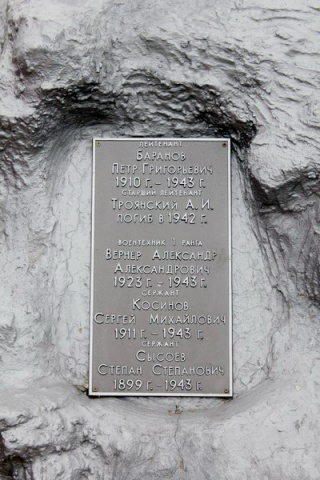 ЛЕЙТЕНАНТ
БАРАНОВ
ПЕТР ГРИГОРЬЕВИЧ
1910 Г. – 1943 Г.
СТАРШИЙ ЛЕЙТЕНАНТ
ТРОЯНСКИЙ А. И.
ПОГИБ В 1942 Г.
ВОЕНТЕХНИК 1 РАНГА
ВЕРНЕР АЛЕКСАНДР
АЛЕКСАНДРОВИЧ
1923 Г. – 1943 Г.
СЕРЖАНТ
КОСИНОВ
СЕРГЕЙ МИХАЙЛОВИЧ
1911 Г. – 1943 Г.
СЕРЖАНТ
СЫСОЕВ
СТЕПАН СТЕПАНОВИЧ
1899 Г. – 1943 Г.